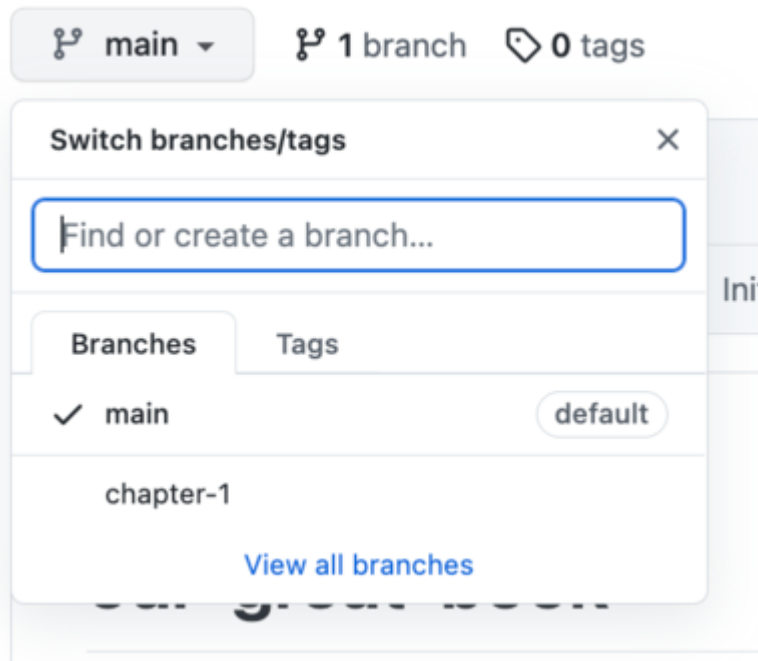 main 1 branch 0 tags
Switch branches/tags
Find or create a branch...
Branches Tags
main default
chapter-1
View all branches